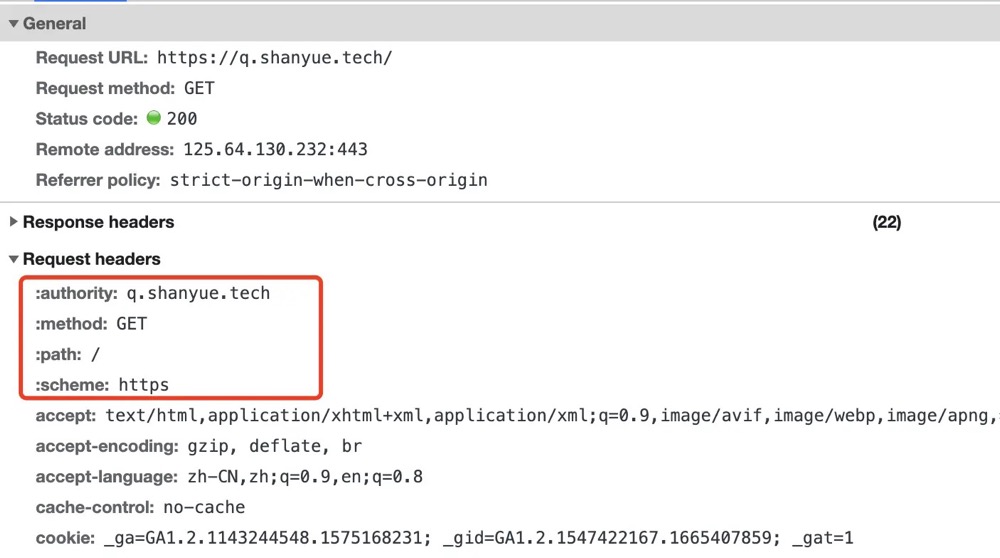 General
Request URL: https://q.shanyue.tech/
Request method: GET
Status code: 200
Remote address: 125.64.130.232:443
Referrer policy: strict-origin-when-cross-origin
Response headers (22)
Request headers
:authority: q.shanyue.tech
:method: GET
:path: /
:scheme: https
accept: text/html,application/xhtml+xml,application/xml;q=0.9,image/avif,image/webp,image/apng,
accept-encoding: gzip, deflate, br
accept-language: zh-CN,zh;q=0.9,en;q=0.8
cache-control: no-cache
cookie: _ga=GA1.2.1143244548.1575168231; _gid=GA1.2.1547422167.1665407859; _gat=1